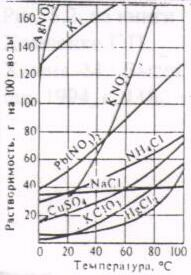 Растворимость, г на 100 г воды
160
140
120
100
80
60
40
20
0
AgNO₃
KI
KNO₃
Pb(NO₃)₂
NH₄Cl
NaCl
CuSO₄
KClO₃
HgCl₂
0 20 40 60 80 100
Температура, °C